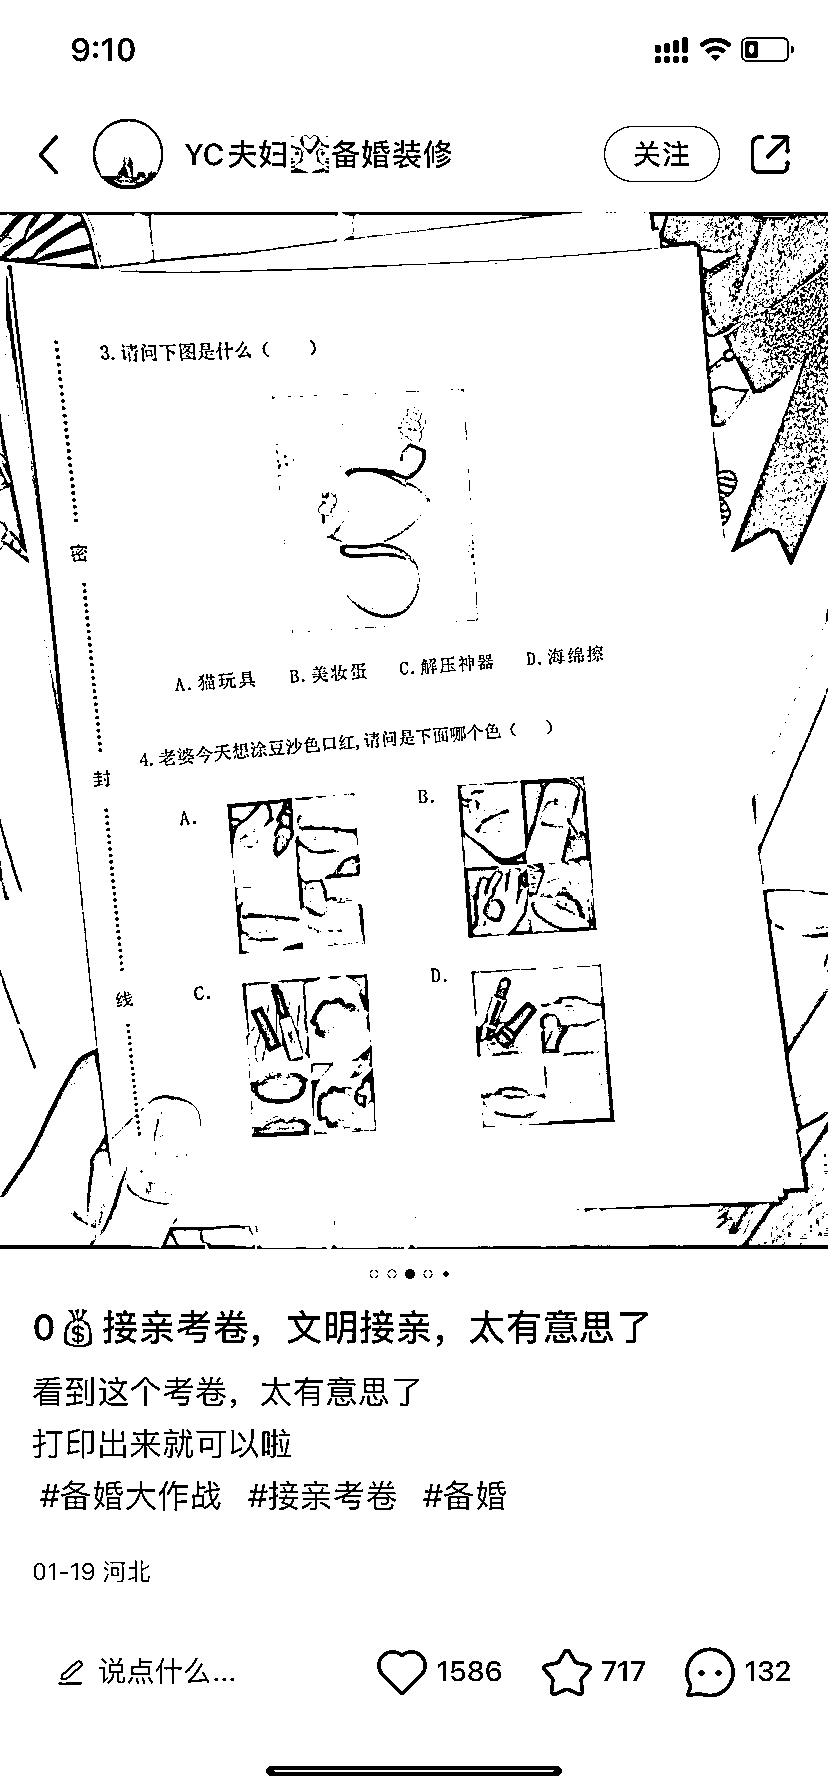 9:10
YC夫妇备婚装修
关注
3.请问下图是什么（ ）
A.猫玩具 B.美妆蛋 C.解压神器 D.海绵擦
4.老婆今天想涂豆沙色口红,请问是下面哪个色（ ）
A. B.
C. D.
密
封
线
0💰接亲考卷，文明接亲，太有意思了
看到这个考卷，太有意思了
打印出来就可以啦
#备婚大作战 #接亲考卷 #备婚
01-19 河北
说点什么... 1586 717 132